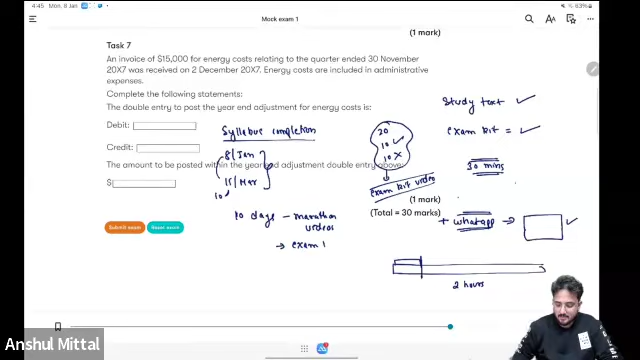 4:45 Mon, 8 Jan
Mock exam 1
63%
(1 mark)
Task 7
An invoice of $15,000 for energy costs relating to the quarter ended 30 November
20X7 was received on 2 December 20X7. Energy costs are included in administrative
expenses.
Complete the following statements.
The double entry to post the year end adjustment for energy costs is:
Debit:
Credit:
The amount to be posted within the year end adjustment double entry above is:
$
(1 mark)
(Total = 30 marks)
Submit exam
Reset exam
Syllabus completion
8/Jan
15/Mar
10
10 days - marathon
videos
→ exam 1
20
10 ✓
10 ✗
exam kit video
Study text ✓
exam kit = ✓
30 mins
+ whatapp →
✓
2 hours
Anshul Mittal